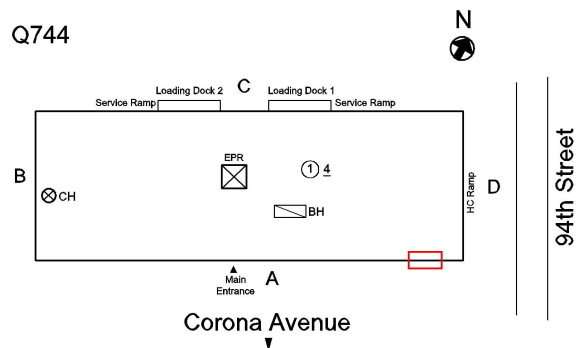 Q744
N
C
Loading Dock 2
Loading Dock 1
Service Ramp
Service Ramp
EPR
1 4
B
CH
BH
HC Ramp
D
94th Street
Main
Entrance
A
Corona Avenue